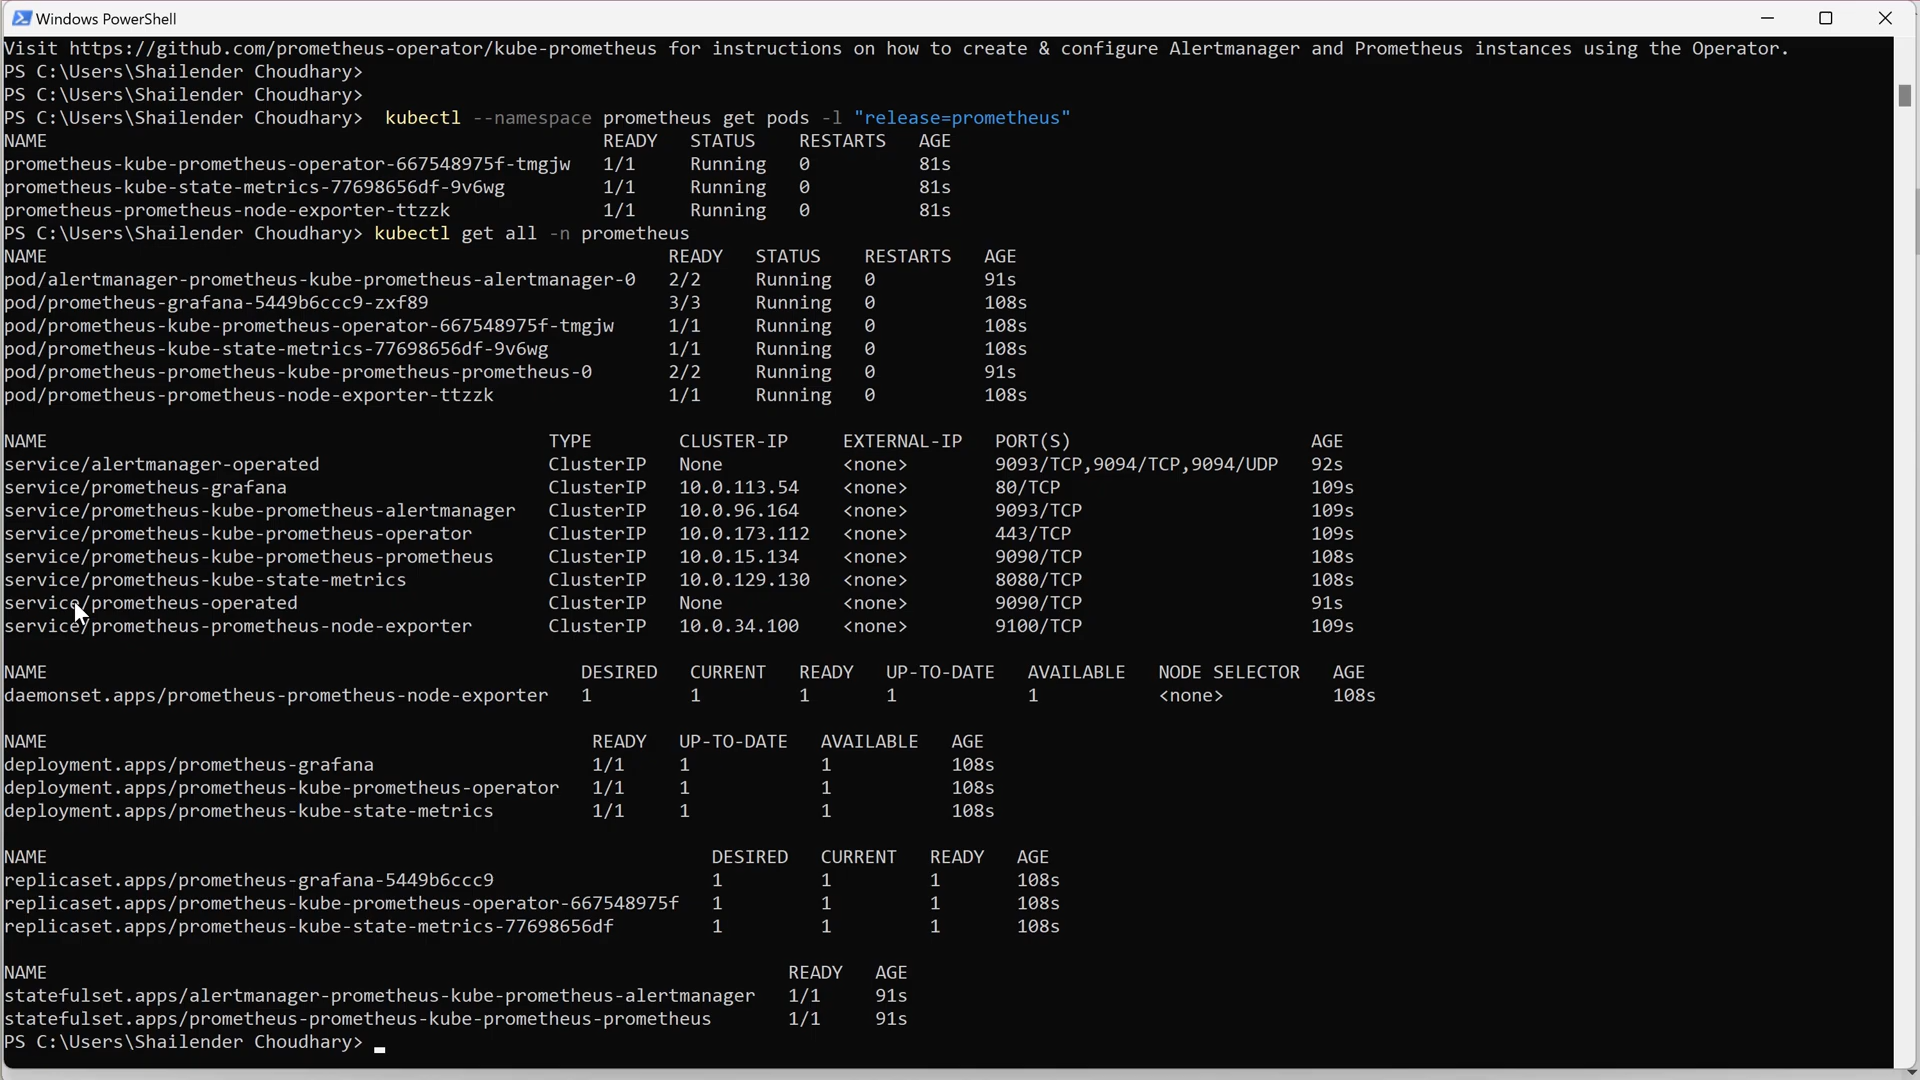 Windows PowerShell
Visit https://github.com/prometheus-operator/kube-prometheus for instructions on how to create & configure Alertmanager and Prometheus instances using the Operator.
PS C:\Users\Shailender Choudhary>
PS C:\Users\Shailender Choudhary>
PS C:\Users\Shailender Choudhary>  kubectl --namespace prometheus get pods -l "release=prometheus"
NAME READY STATUS RESTARTS AGE
prometheus-kube-prometheus-operator-667548975f-tmgjw 1/1 Running 0 81s
prometheus-kube-state-metrics-77698656df-9v6wg 1/1 Running 0 81s
prometheus-prometheus-node-exporter-ttzzk 1/1 Running 0 81s
PS C:\Users\Shailender Choudhary> kubectl get all -n prometheus
NAME READY STATUS RESTARTS AGE
pod/alertmanager-prometheus-kube-prometheus-alertmanager-0 2/2 Running 0 91s
pod/prometheus-grafana-5449b6ccc9-zxf89 3/3 Running 0 108s
pod/prometheus-kube-prometheus-operator-667548975f-tmgjw 1/1 Running 0 108s
pod/prometheus-kube-state-metrics-77698656df-9v6wg 1/1 Running 0 108s
pod/prometheus-prometheus-kube-prometheus-prometheus-0 2/2 Running 0 91s
pod/prometheus-prometheus-node-exporter-ttzzk 1/1 Running 0 108s
NAME TYPE CLUSTER-IP EXTERNAL-IP PORT(S) AGE
service/alertmanager-operated ClusterIP None <none> 9093/TCP,9094/TCP,9094/UDP 92s
service/prometheus-grafana ClusterIP 10.0.113.54 <none> 80/TCP 109s
service/prometheus-kube-prometheus-alertmanager ClusterIP 10.0.96.164 <none> 9093/TCP 109s
service/prometheus-kube-prometheus-operator ClusterIP 10.0.173.112 <none> 443/TCP 109s
service/prometheus-kube-prometheus-prometheus ClusterIP 10.0.15.134 <none> 9090/TCP 108s
service/prometheus-kube-state-metrics ClusterIP 10.0.129.130 <none> 8080/TCP 108s
service/prometheus-operated ClusterIP None <none> 9090/TCP 91s
service/prometheus-prometheus-node-exporter ClusterIP 10.0.34.100 <none> 9100/TCP 109s
NAME DESIRED CURRENT READY UP-TO-DATE AVAILABLE NODE SELECTOR AGE
daemonset.apps/prometheus-prometheus-node-exporter 1 1 1 1 1 <none> 108s
NAME READY UP-TO-DATE AVAILABLE AGE
deployment.apps/prometheus-grafana 1/1 1 1 108s
deployment.apps/prometheus-kube-prometheus-operator 1/1 1 1 108s
deployment.apps/prometheus-kube-state-metrics 1/1 1 1 108s
NAME DESIRED CURRENT READY AGE
replicaset.apps/prometheus-grafana-5449b6ccc9 1 1 1 108s
replicaset.apps/prometheus-kube-prometheus-operator-667548975f 1 1 1 108s
replicaset.apps/prometheus-kube-state-metrics-77698656df 1 1 1 108s
NAME READY AGE
statefulset.apps/alertmanager-prometheus-kube-prometheus-alertmanager 1/1 91s
statefulset.apps/prometheus-prometheus-kube-prometheus-prometheus 1/1 91s
PS C:\Users\Shailender Choudhary>